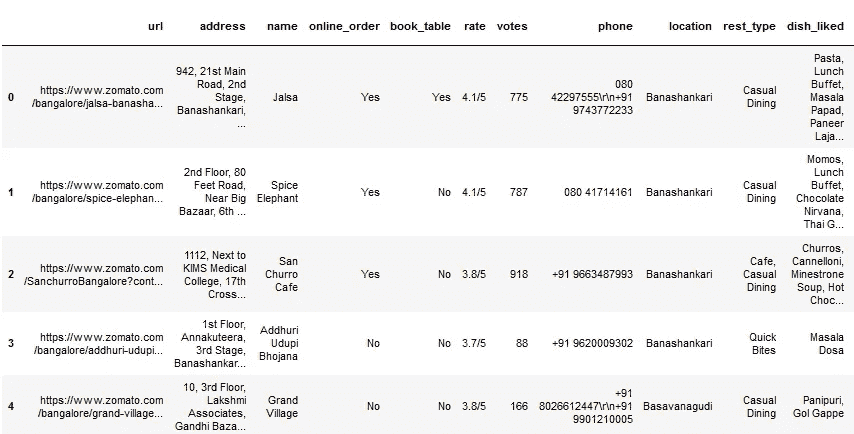 url address name online_order book_table rate votes phone location rest_type dish_liked
0 https://www.zomato.com /bangalore/jalsa-banasha... 942, 21st Main Road, 2nd Stage, Banashankari, ... Jalsa Yes Yes 4.1/5 775 080 42297555\r\n+91 9743772233 Banashankari Casual Dining Pasta, Lunch Buffet, Masala Papad, Paneer Laja...
1 https://www.zomato.com /bangalore/spice-elephan... 2nd Floor, 80 Feet Road, Near Big Bazaar, 6th ... Spice Elephant Yes No 4.1/5 787 080 41714161 Banashankari Casual Dining Momos, Lunch Buffet, Chocolate Nirvana, Thai G...
2 https://www.zomato.com /SanchurroBangalore?cont... 1112, Next to KIMS Medical College, 17th Cross... San Churro Cafe Yes No 3.8/5 918 +91 9663487993 Banashankari Cafe, Casual Dining Churros, Cannelloni, Minestrone Soup, Hot Choc...
3 https://www.zomato.com /bangalore/addhuri-udupi... 1st Floor, Annakuteera, 3rd Stage, Banashankar... Addhuri Udupi Bhojana No No 3.7/5 88 +91 9620009302 Banashankari Quick Bites Masala Dosa
4 https://www.zomato.com /bangalore/grand-village... 10, 3rd Floor, Lakshmi Associates, Gandhi Baza... Grand Village No No 3.8/5 166 +91 8026612447\r\n+91 9901210005 Basavanagudi Casual Dining Panipuri, Gol Gappe